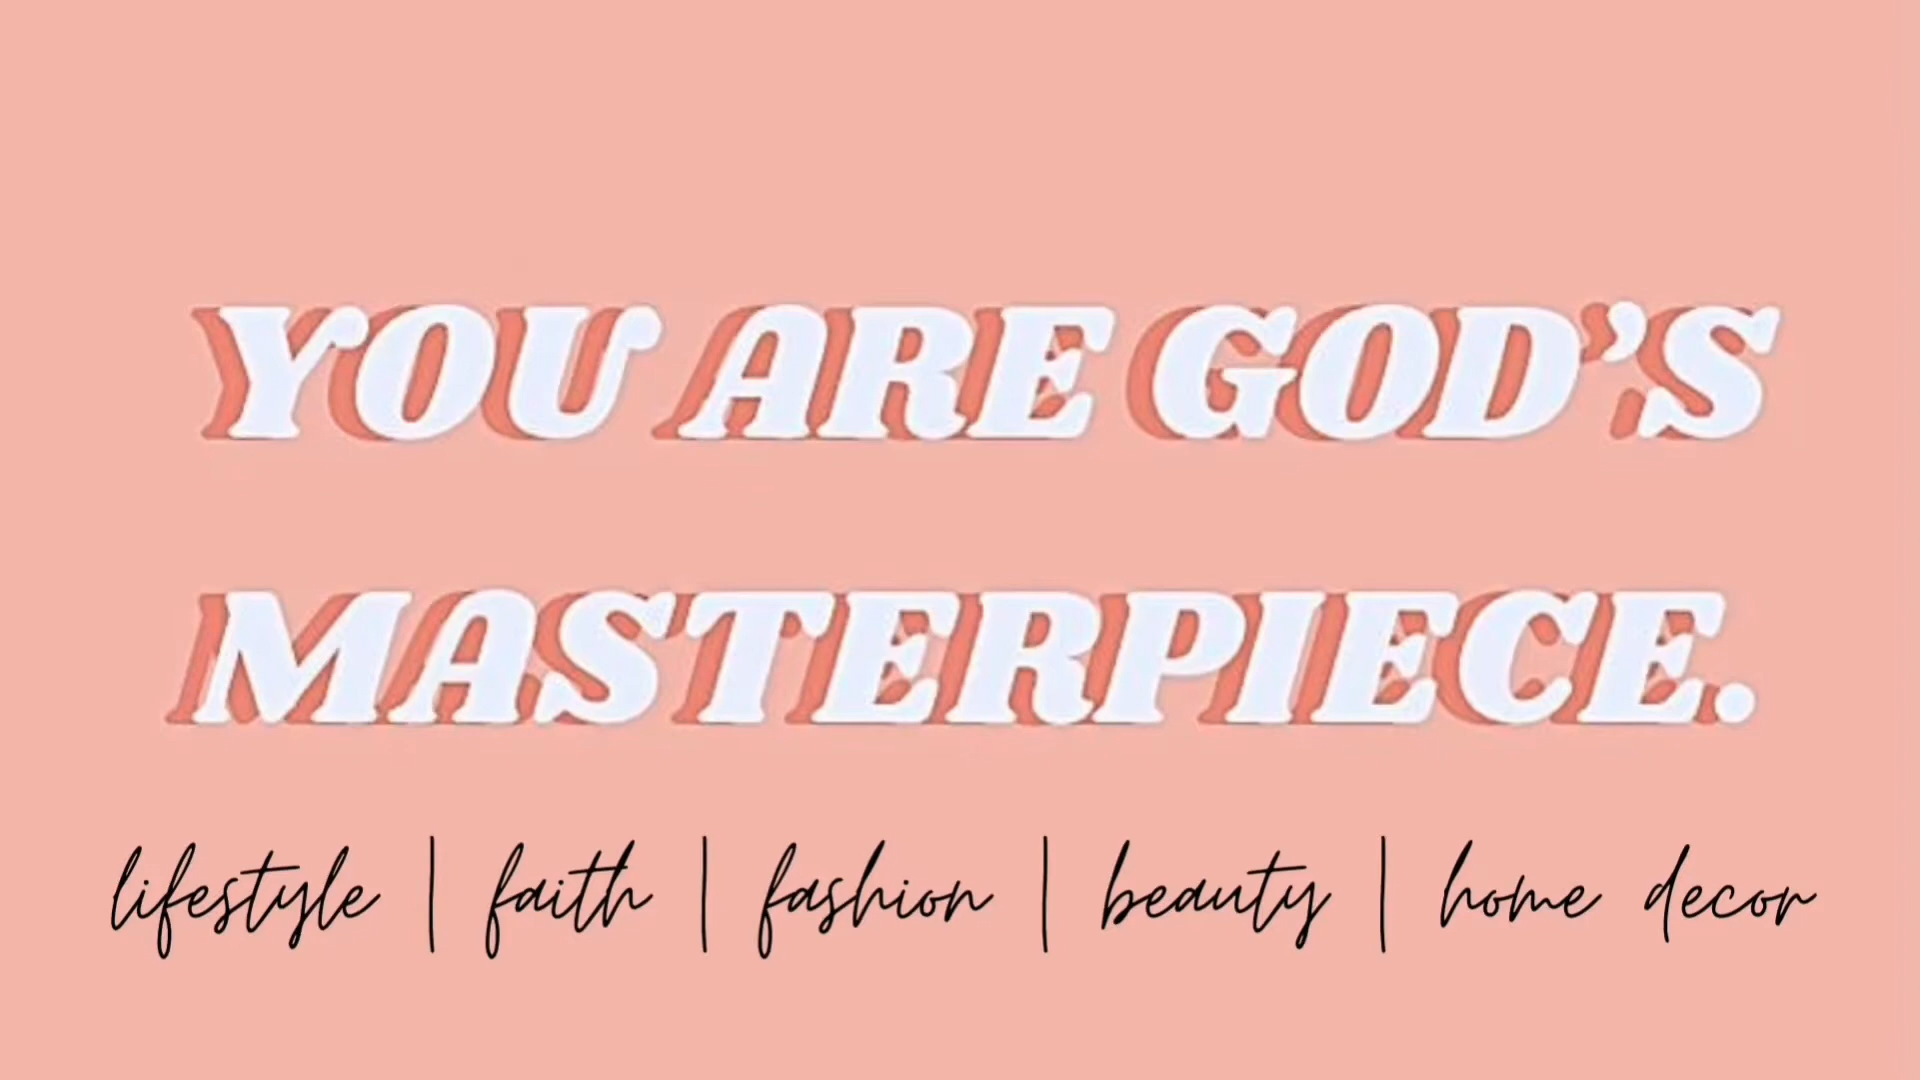 YOU ARE GOD’S
MASTERPIECE.
lifestyle | faith | fashion | beauty | home decor